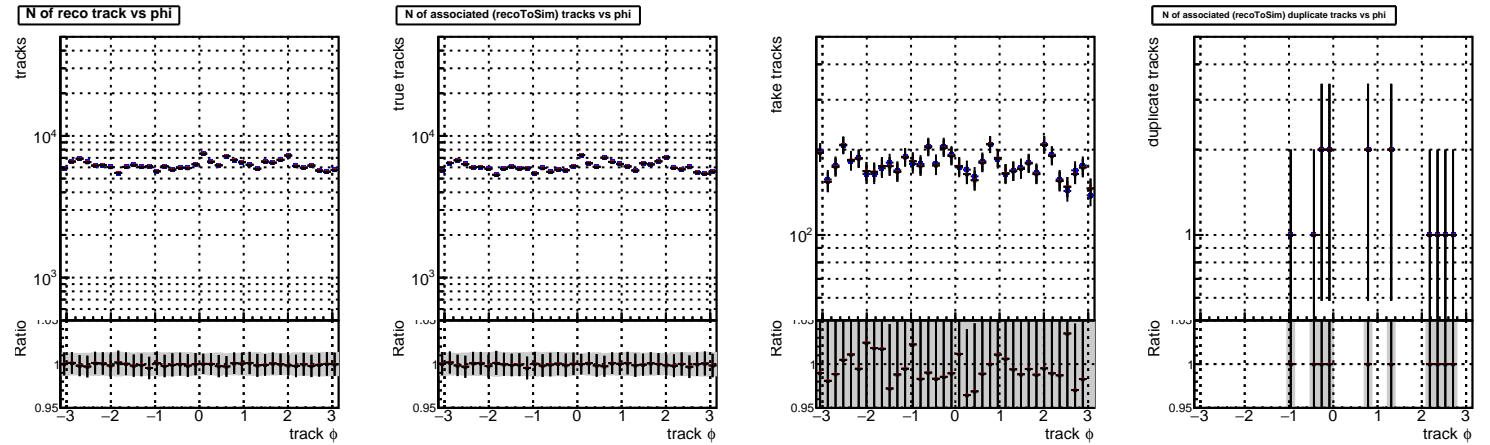 N of reco track vs phi
tracks
10^4
10^3
Ratio
1
0.95
−3 −2 −1 0 1 2 3
track ϕ
N of associated (recoToSim) tracks vs phi
true tracks
10^4
10^3
Ratio
1
0.95
−3 −2 −1 0 1 2 3
track ϕ
fake tracks
10^2
Ratio
1
0.95
−3 −2 −1 0 1 2 3
track ϕ
N of associated (recoToSim) duplicate tracks vs phi
duplicate tracks
1
Ratio
1
0.95
−3 −2 −1 0 1 2 3
track ϕ